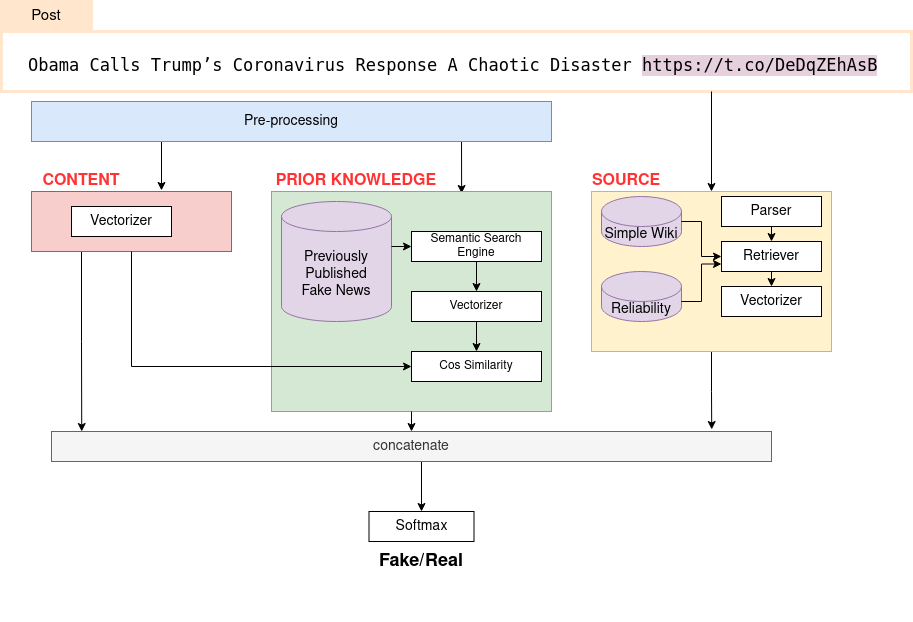 Post
Obama Calls Trump’s Coronavirus Response A Chaotic Disaster https://t.co/DeDqZEhAsB
Pre-processing
CONTENT
Vectorizer
PRIOR KNOWLEDGE
Previously
Published
Fake News
Semantic Search
Engine
Vectorizer
Cos Similarity
SOURCE
Simple Wiki
Reliability
Parser
Retriever
Vectorizer
concatenate
Softmax
Fake/Real